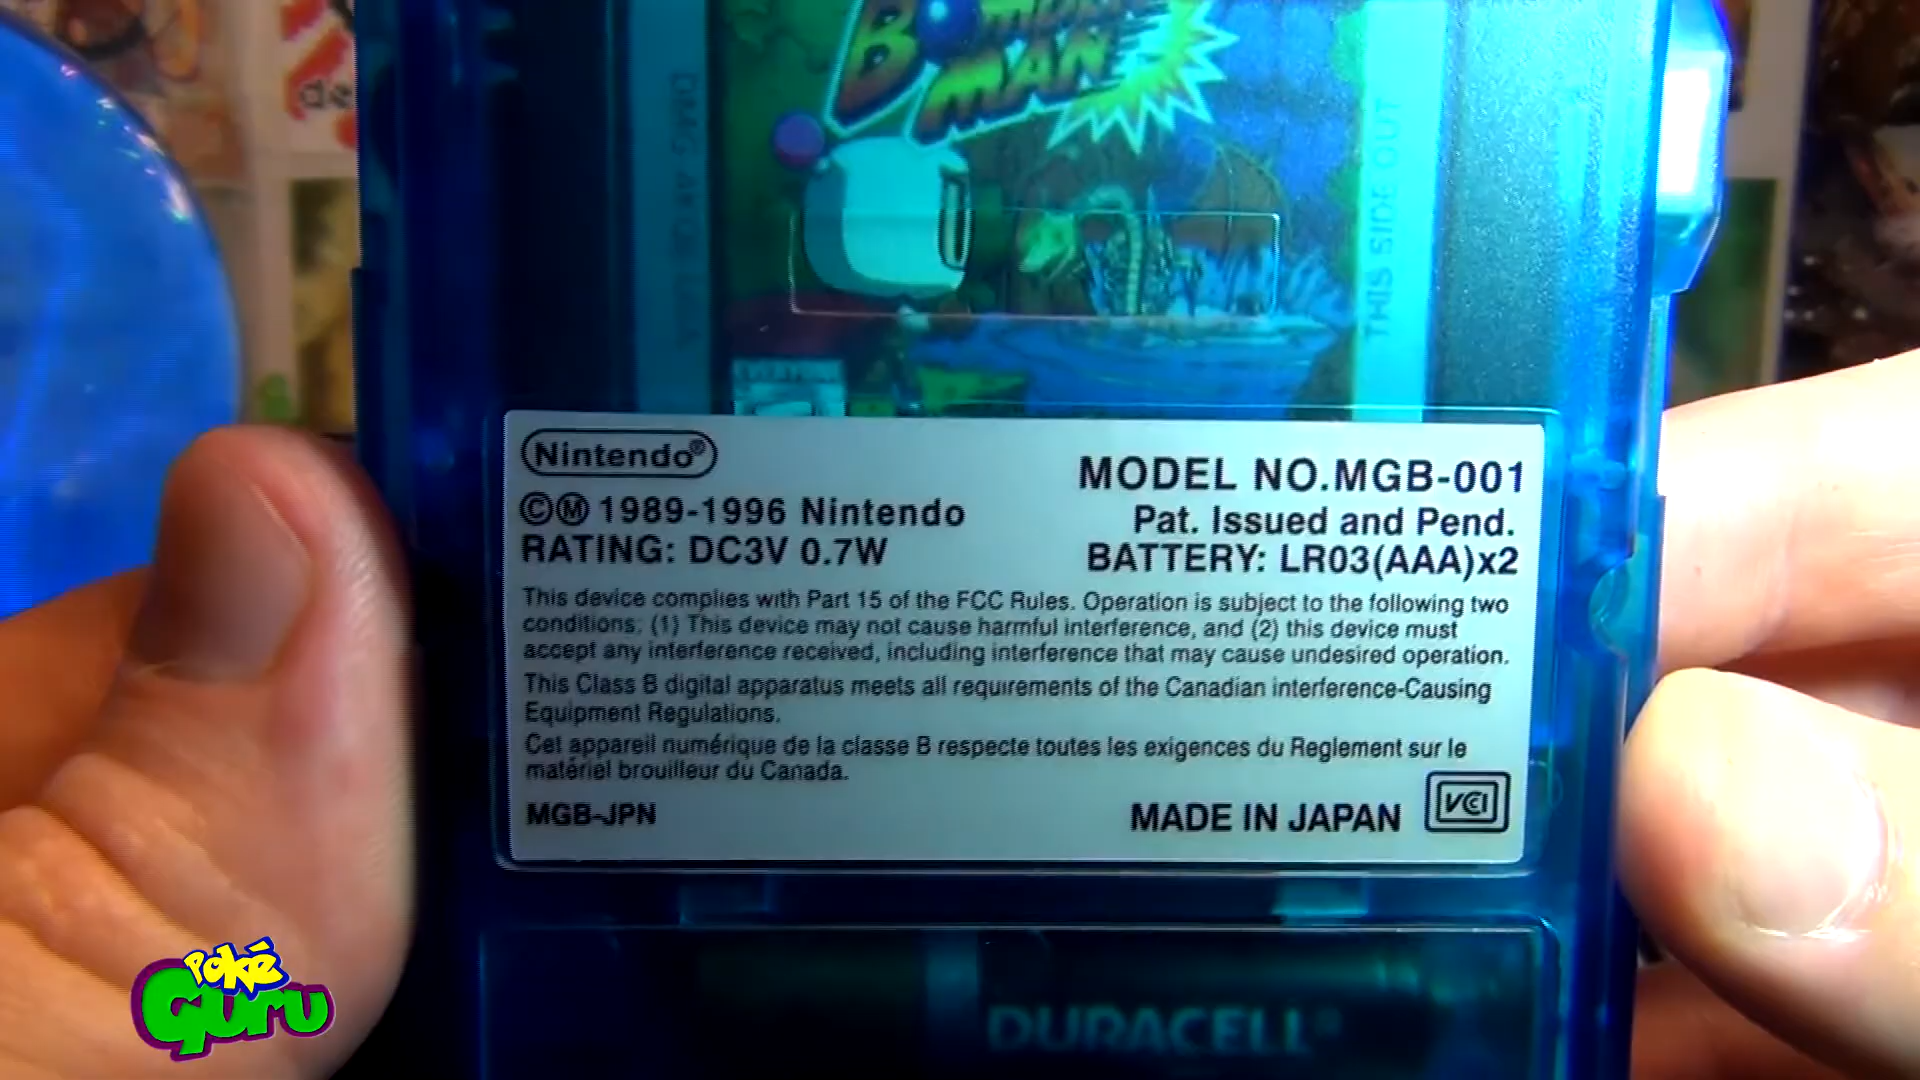 de
B MAN
DMG-A
THIS SIDE OUT
Nintendo®
ⒸⓂ 1989-1996 Nintendo
RATING: DC3V 0.7W
MODEL NO.MGB-001
Pat. Issued and Pend.
BATTERY: LR03(AAA)x2
This device complies with Part 15 of the FCC Rules. Operation is subject to the following two
conditions: (1) This device may not cause harmful interference, and (2) this device must
accept any interference received, including interference that may cause undesired operation.
This Class B digital apparatus meets all requirements of the Canadian interference-Causing
Equipment Regulations.
Cet appareil numérique de la classe B respecte toutes les exigences du Reglement sur le
matériel brouilleur du Canada.
MGB-JPN
MADE IN JAPAN
VCI
DURACELL®
Poké
Guru